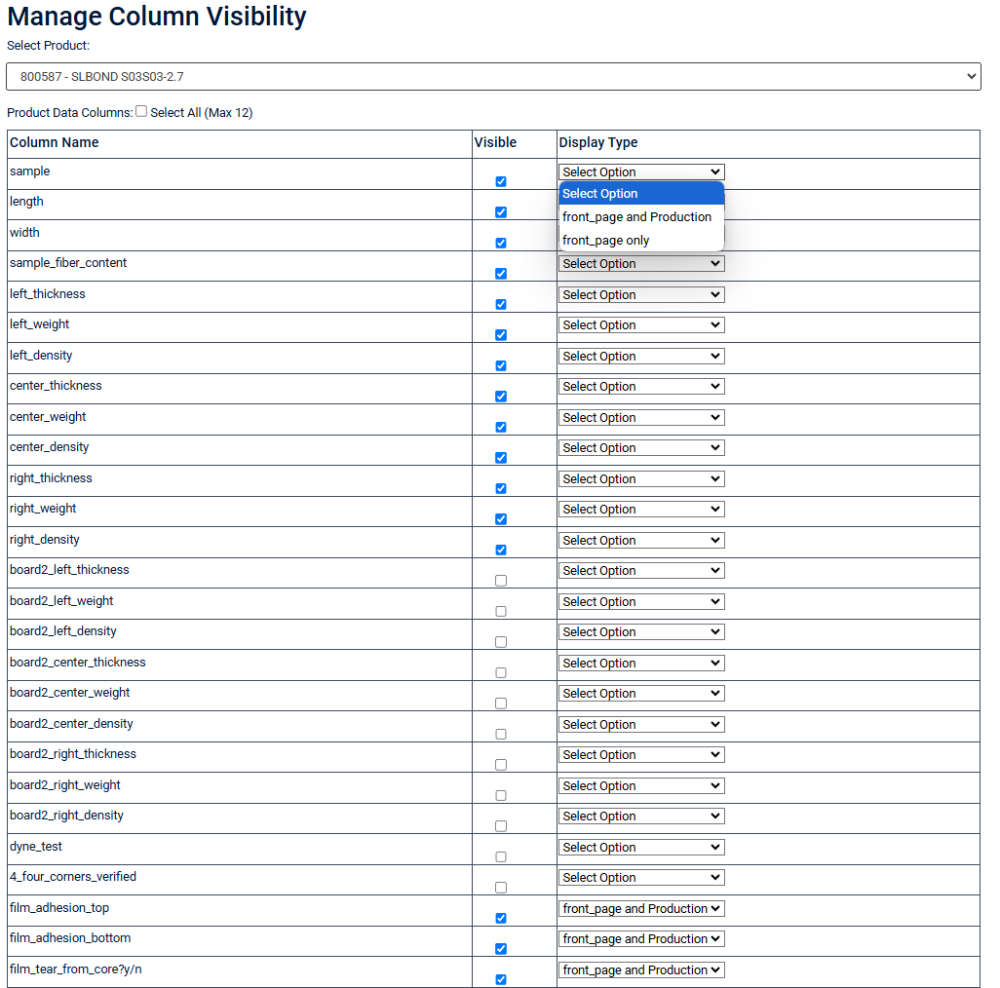 Manage Column Visibility
Select Product:
800587 - SLBOND S03S03-2.7
Product Data Columns: Select All (Max 12)
Column Name Visible Display Type
sample Select Option
Select Option
length
front_page and Production
width
front_page only
sample_fiber_content Select Option
left_thickness Select Option
left_weight Select Option
left_density Select Option
center_thickness Select Option
center_weight Select Option
center_density Select Option
right_thickness Select Option
right_weight Select Option
right_density Select Option
board2_left_thickness Select Option
board2_left_weight Select Option
board2_left_density Select Option
board2_center_thickness Select Option
board2_center_weight Select Option
board2_center_density Select Option
board2_right_thickness Select Option
board2_right_weight Select Option
board2_right_density Select Option
dyne_test Select Option
4_four_corners_verified Select Option
film_adhesion_top front_page and Production
film_adhesion_bottom front_page and Production
film_tear_from_core?y/n front_page and Production